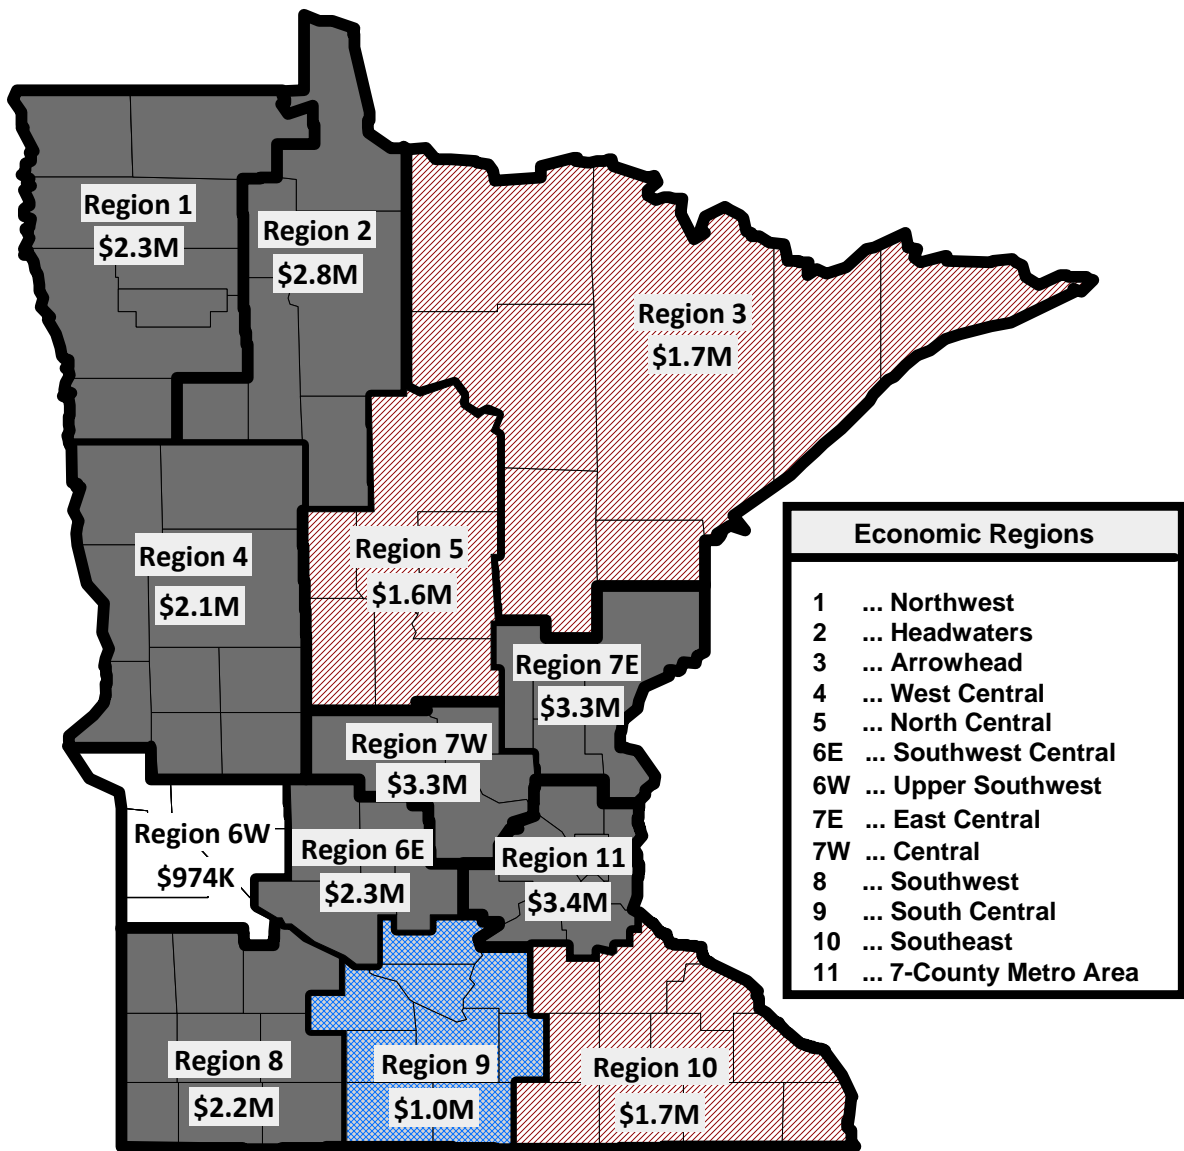 Region 1
$2.3M
Region 2
$2.8M
Region 3
$1.7M
Region 4
$2.1M
Region 5
$1.6M
Region 7E
$3.3M
Region 7W
$3.3M
Region 6W
$974K
Region 6E
$2.3M
Region 11
$3.4M
Region 8
$2.2M
Region 9
$1.0M
Region 10
$1.7M
Economic Regions
1 ... Northwest
2 ... Headwaters
3 ... Arrowhead
4 ... West Central
5 ... North Central
6E ... Southwest Central
6W ... Upper Southwest
7E ... East Central
7W ... Central
8 ... Southwest
9 ... South Central
10 ... Southeast
11 ... 7-County Metro Area